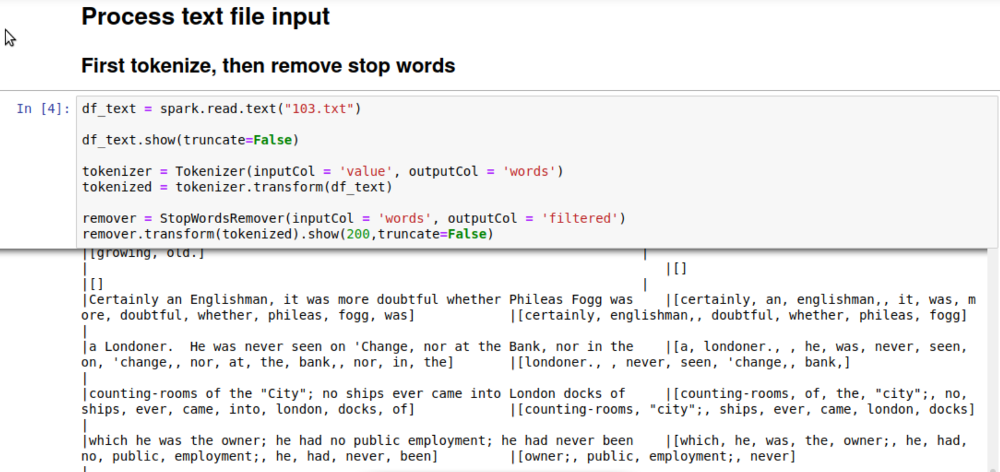 Process text file input
First tokenize, then remove stop words
In [4]: df_text = spark.read.text("103.txt")
df_text.show(truncate=False)
tokenizer = Tokenizer(inputCol = 'value', outputCol = 'words')
tokenized = tokenizer.transform(df_text)
remover = StopWordsRemover(inputCol = 'words', outputCol = 'filtered')
remover.transform(tokenized).show(200,truncate=False)
|[growing, old.] |
| |[]
|[] |
|Certainly an Englishman, it was more doubtful whether Phileas Fogg was |[certainly, an, englishman,, it, was, m
ore, doubtful, whether, phileas, fogg, was] |[certainly, englishman,, doubtful, whether, phileas, fogg]
|
|a Londoner.  He was never seen on 'Change, nor at the Bank, nor in the |[a, londoner., , he, was, never, seen,
on, 'change,, nor, at, the, bank,, nor, in, the] |[londoner., , never, seen, 'change,, bank,]
|
|counting-rooms of the "City"; no ships ever came into London docks of |[counting-rooms, of, the, "city";, no,
ships, ever, came, into, london, docks, of] |[counting-rooms, "city";, ships, ever, came, london, docks]
|
|which he was the owner; he had no public employment; he had never been |[which, he, was, the, owner;, he, had,
no, public, employment;, he, had, never, been] |[owner;, public, employment;, never]
|